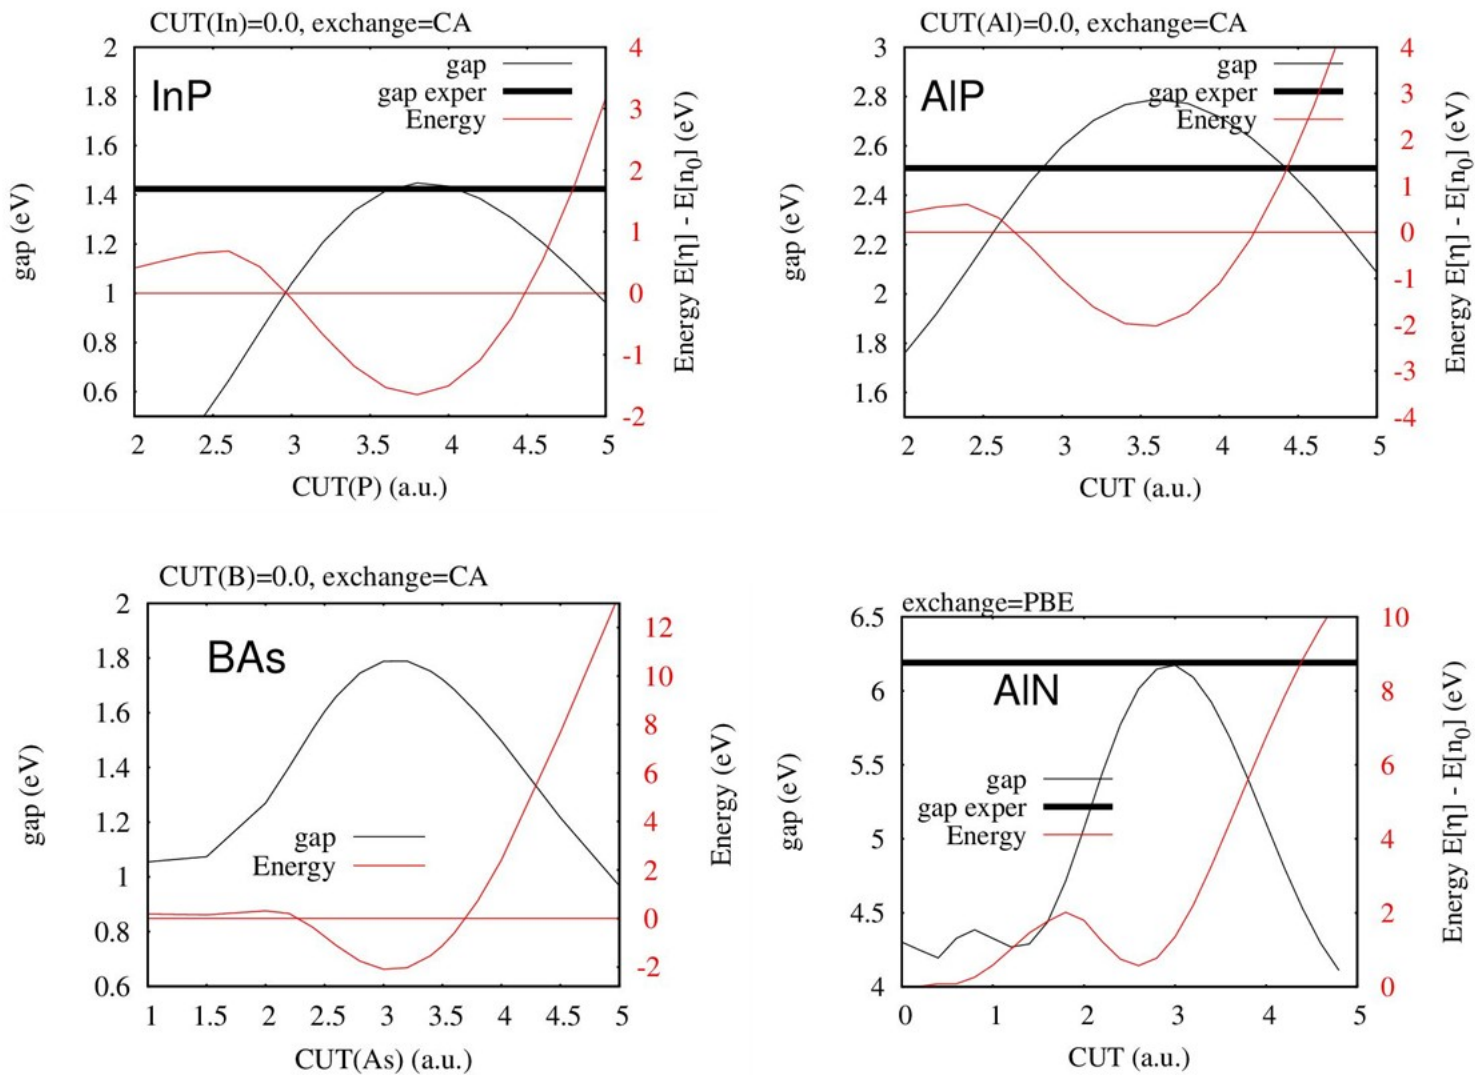 CUT(In)=0.0, exchange=CA
InP
gap
gap exper
Energy
2
1.8
1.6
1.4
1.2
1
0.8
0.6
gap (eV)
4
3
2
1
0
-1
-2
Energy E[η] - E[n0] (eV)
2 2.5 3 3.5 4 4.5 5
CUT(P) (a.u.)
CUT(Al)=0.0, exchange=CA
AlP
gap
gap exper
Energy
3
2.8
2.6
2.4
2.2
2
1.8
1.6
gap (eV)
4
3
2
1
0
-1
-2
-3
-4
Energy E[η] - E[n0] (eV)
2 2.5 3 3.5 4 4.5 5
CUT (a.u.)
CUT(B)=0.0, exchange=CA
BAs
gap
Energy
2
1.8
1.6
1.4
1.2
1
0.8
0.6
gap (eV)
12
10
8
6
4
2
0
-2
Energy (eV)
1 1.5 2 2.5 3 3.5 4 4.5 5
CUT(As) (a.u.)
exchange=PBE
AlN
gap
gap exper
Energy
6.5
6
5.5
5
4.5
4
gap (eV)
10
8
6
4
2
0
Energy E[η] - E[n0] (eV)
0 1 2 3 4 5
CUT (a.u.)